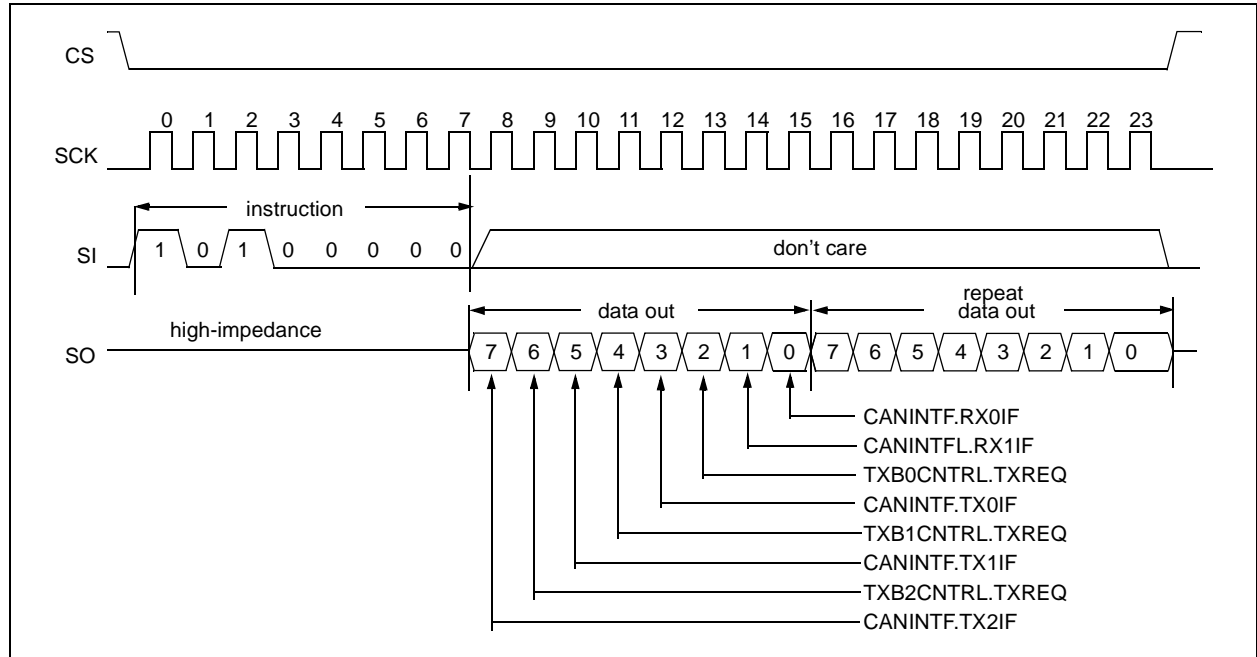 CS
0 1 2 3 4 5 6 7 8 9 10 11 12 13 14 15 16 17 18 19 20 21 22 23
SCK
instruction
SI 1 0 1 0 0 0 0 0 don't care
data out
repeat
data out
high-impedance
SO 7 6 5 4 3 2 1 0 7 6 5 4 3 2 1 0
CANINTF.RX0IF
CANINTFL.RX1IF
TXB0CNTRL.TXREQ
CANINTF.TX0IF
TXB1CNTRL.TXREQ
CANINTF.TX1IF
TXB2CNTRL.TXREQ
CANINTF.TX2IF